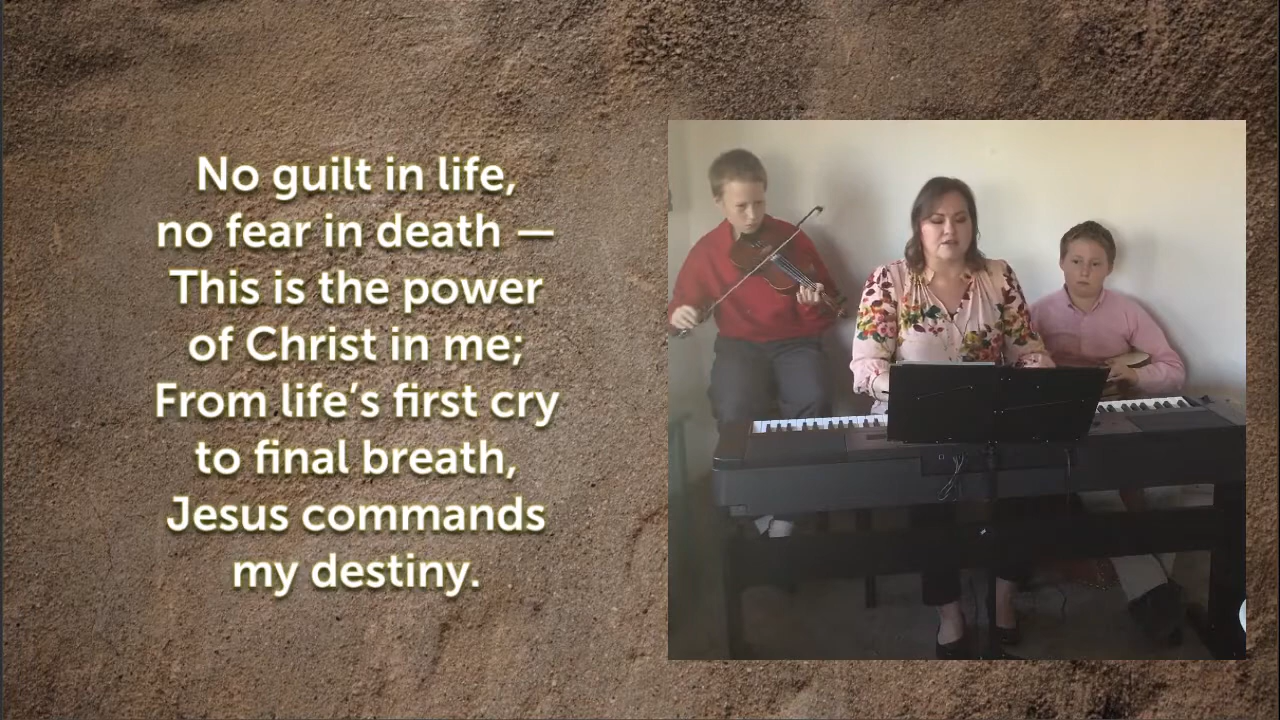 No guilt in life,
no fear in death —
This is the power
of Christ in me;
From life’s first cry
to final breath,
Jesus commands
my destiny.